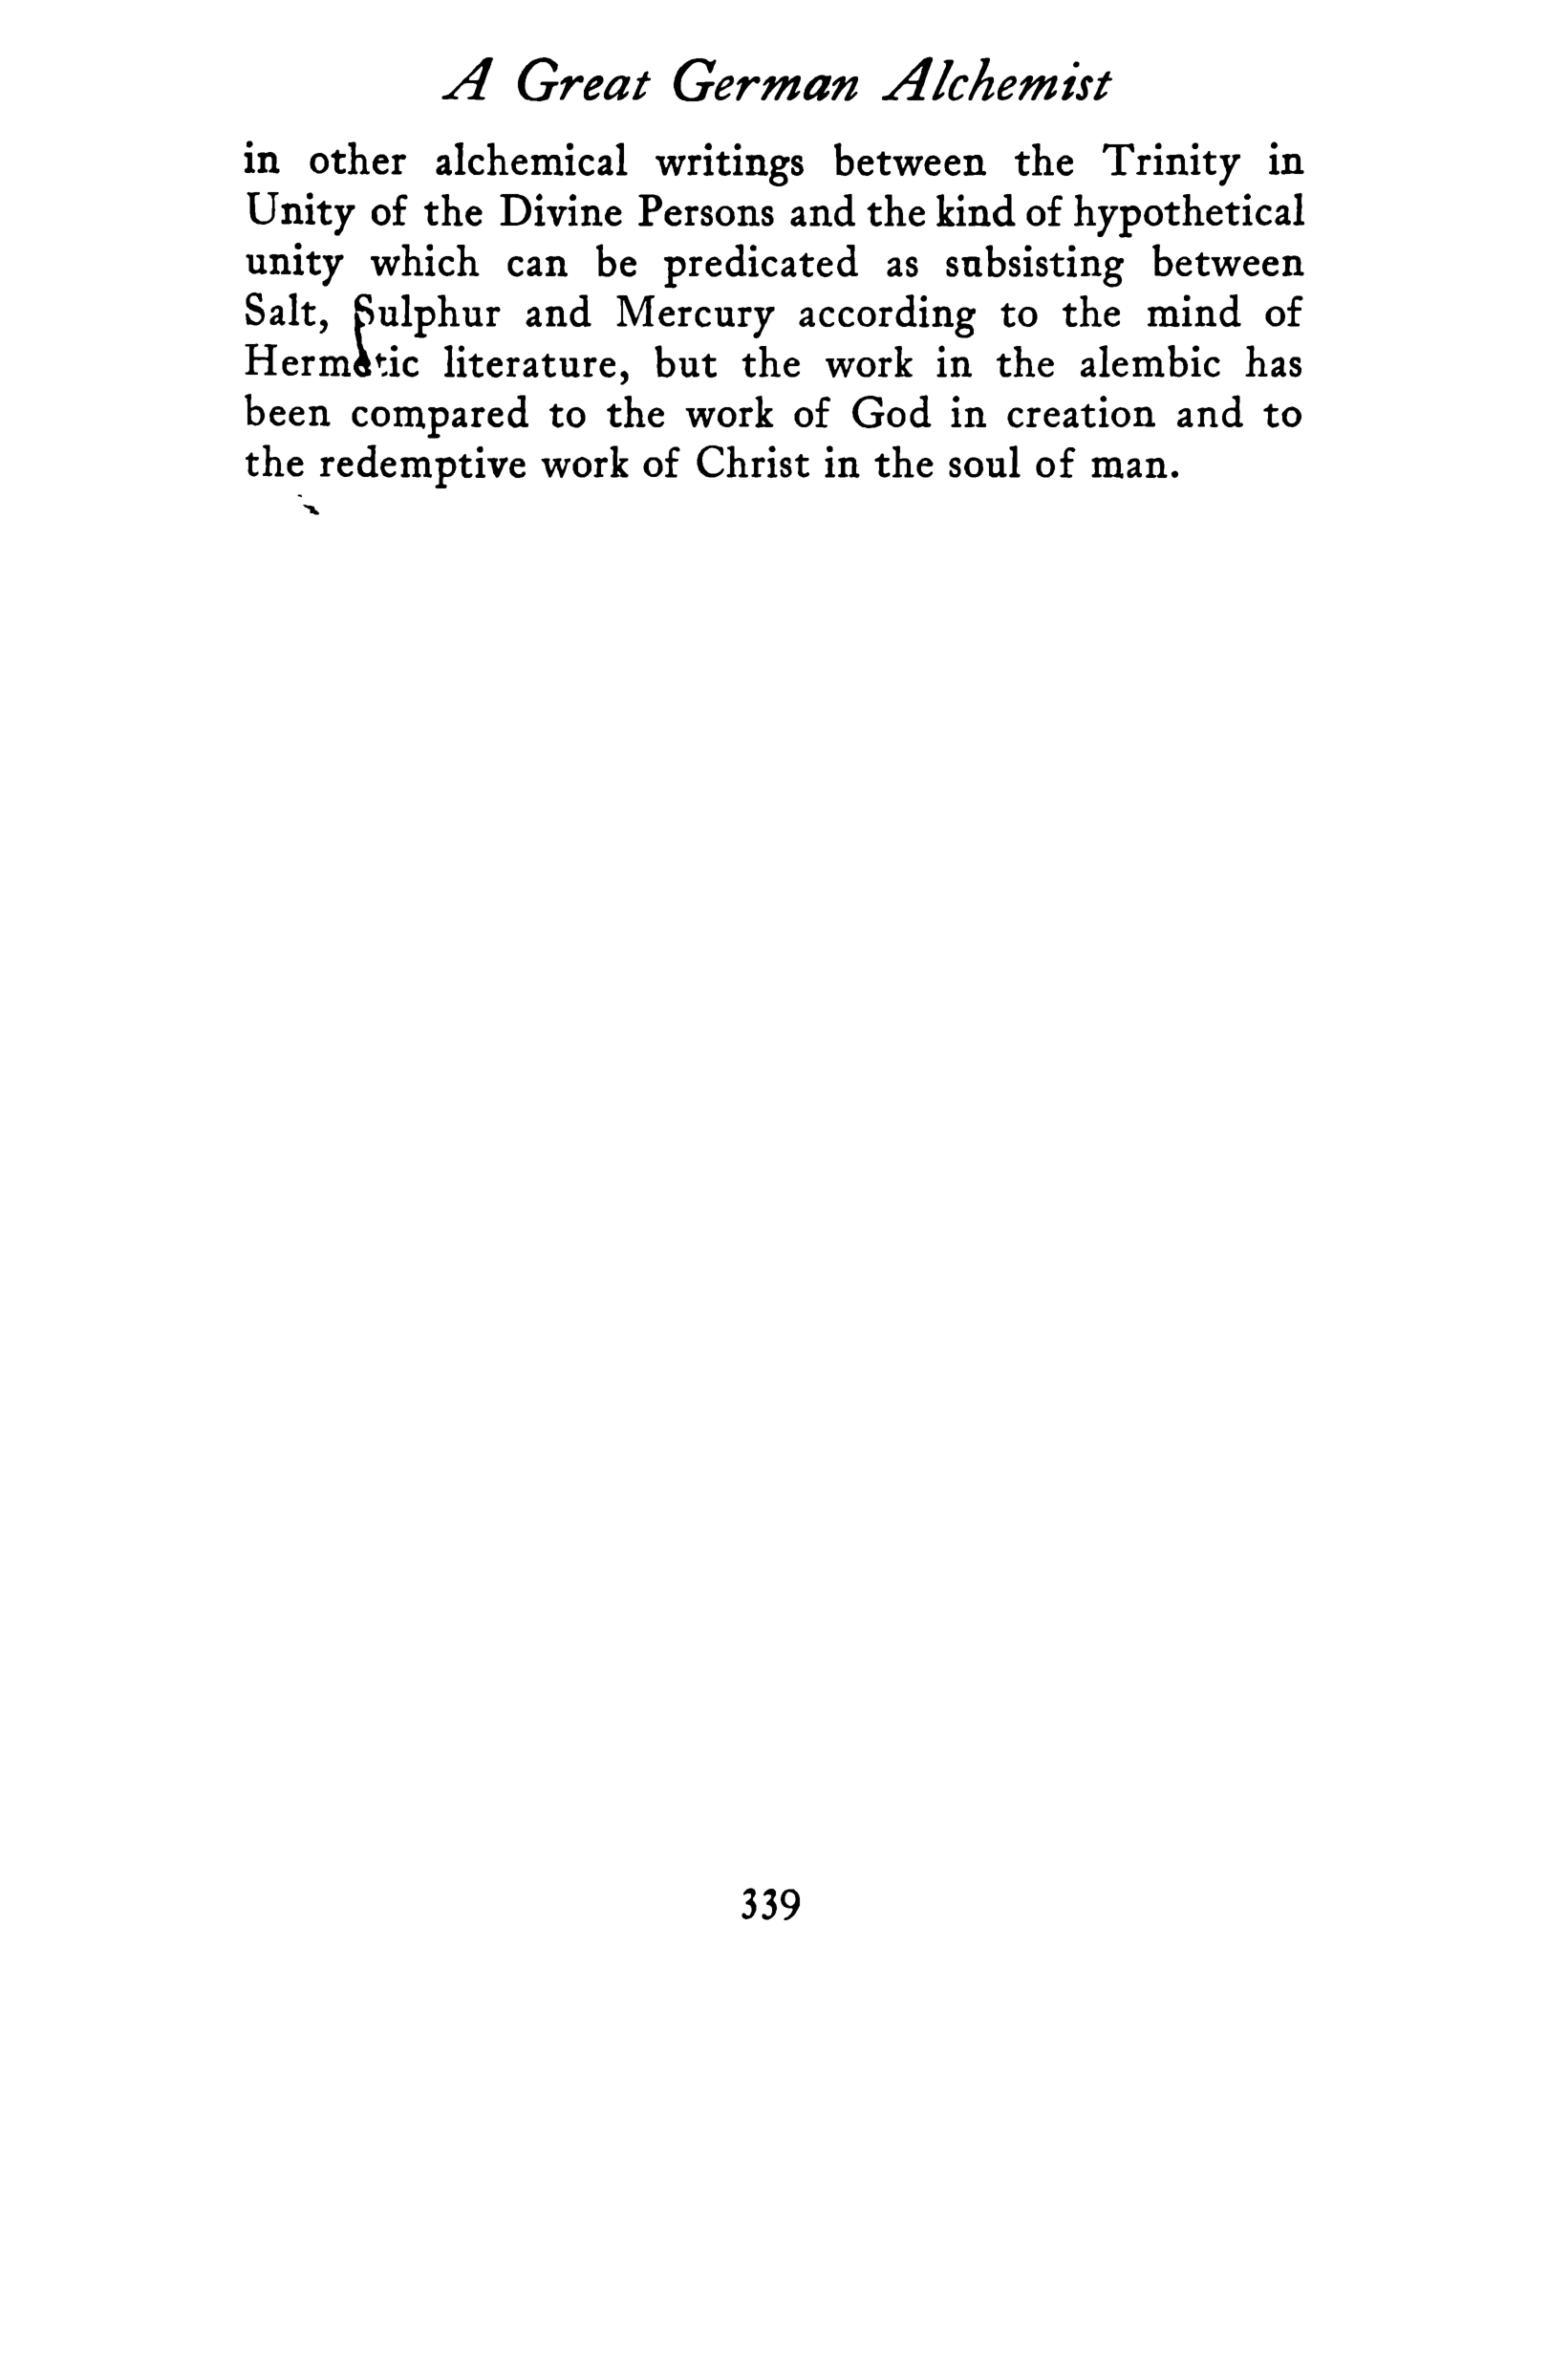 A Great German Alchemist
in other alchemical writings between the Trinity in
Unity of the Divine Persons and the kind of hypothetical
unity which can be predicated as subsisting between
Salt, Sulphur and Mercury according to the mind of
Hermetic literature, but the work in the alembic has
been compared to the work of God in creation and to
the redemptive work of Christ in the soul of man.
339